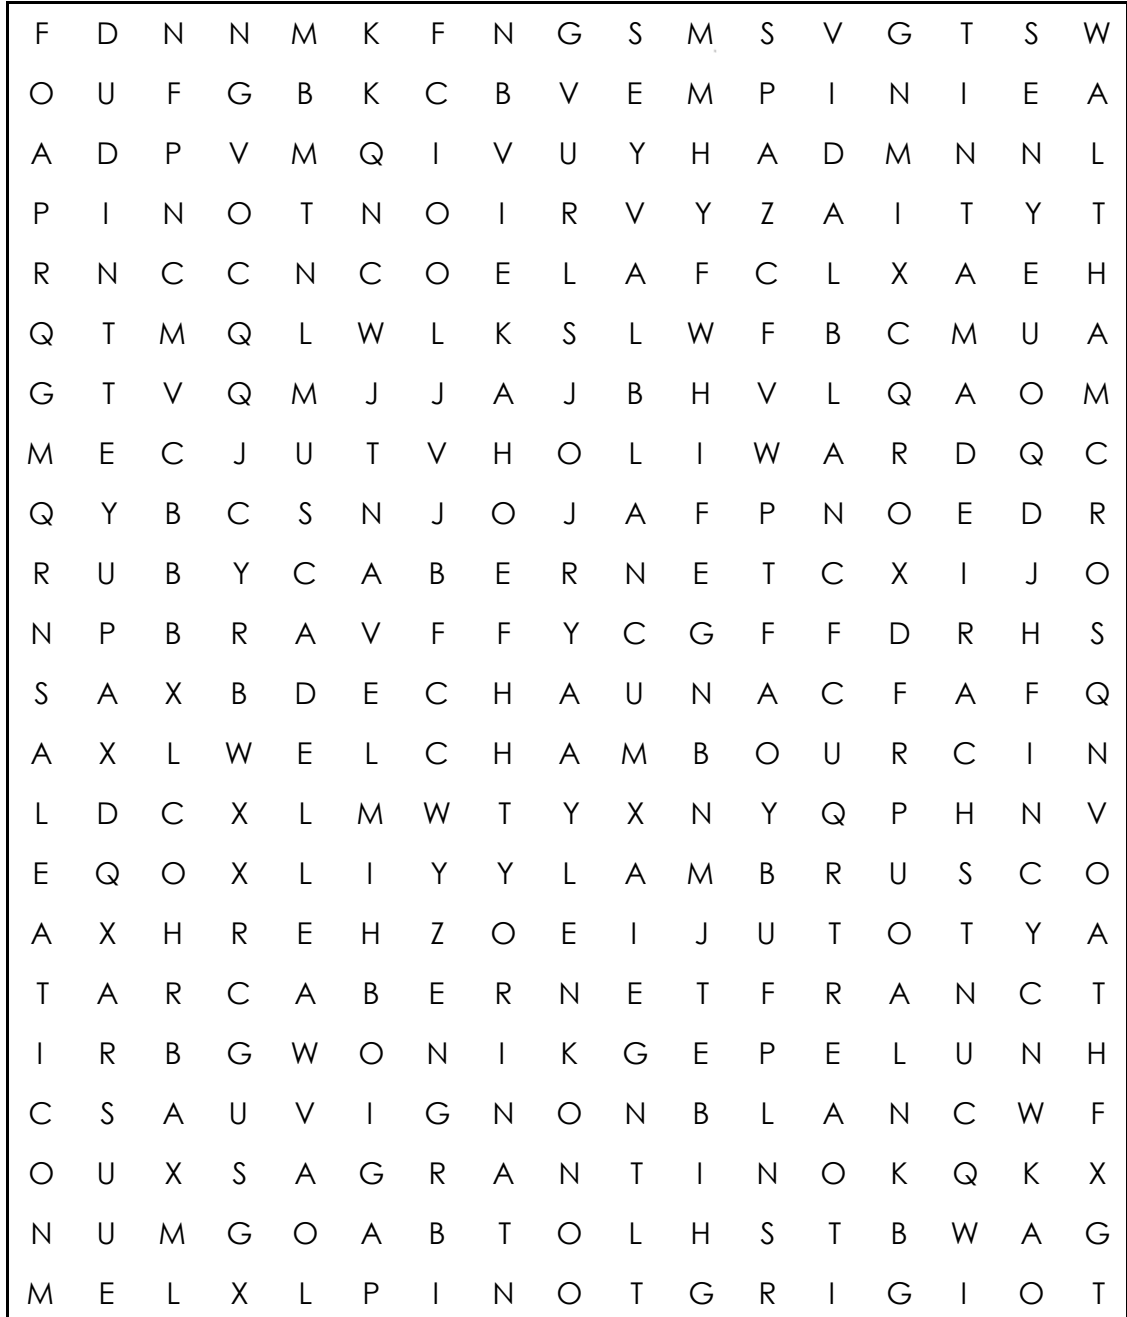 F D N N M K F N G S M S V G T S W
O U F G B K C B V E M P I N I E A
A D P V M Q I V U Y H A D M N N L
P I N O T N O I R V Y Z A I T Y T
R N C C N C O E L A F C L X A E H
Q T M Q L W L K S L W F B C M U A
G T V Q M J J A J B H V L Q A O M
M E C J U T V H O L I W A R D Q C
Q Y B C S N J O J A F P N O E D R
R U B Y C A B E R N E T C X I J O
N P B R A V F F Y C G F F D R H S
S A X B D E C H A U N A C F A F Q
A X L W E L C H A M B O U R C I N
L D C X L M W T Y X N Y Q P H N V
E Q O X L I Y Y L A M B R U S C O
A X H R E H Z O E I J U T O T Y A
T A R C A B E R N E T F R A N C T
I R B G W O N I K G E P E L U N H
C S A U V I G N O N B L A N C W F
O U X S A G R A N T I N O K Q K X
N U M G O A B T O L H S T B W A G
M E L X L P I N O T G R I G I O T